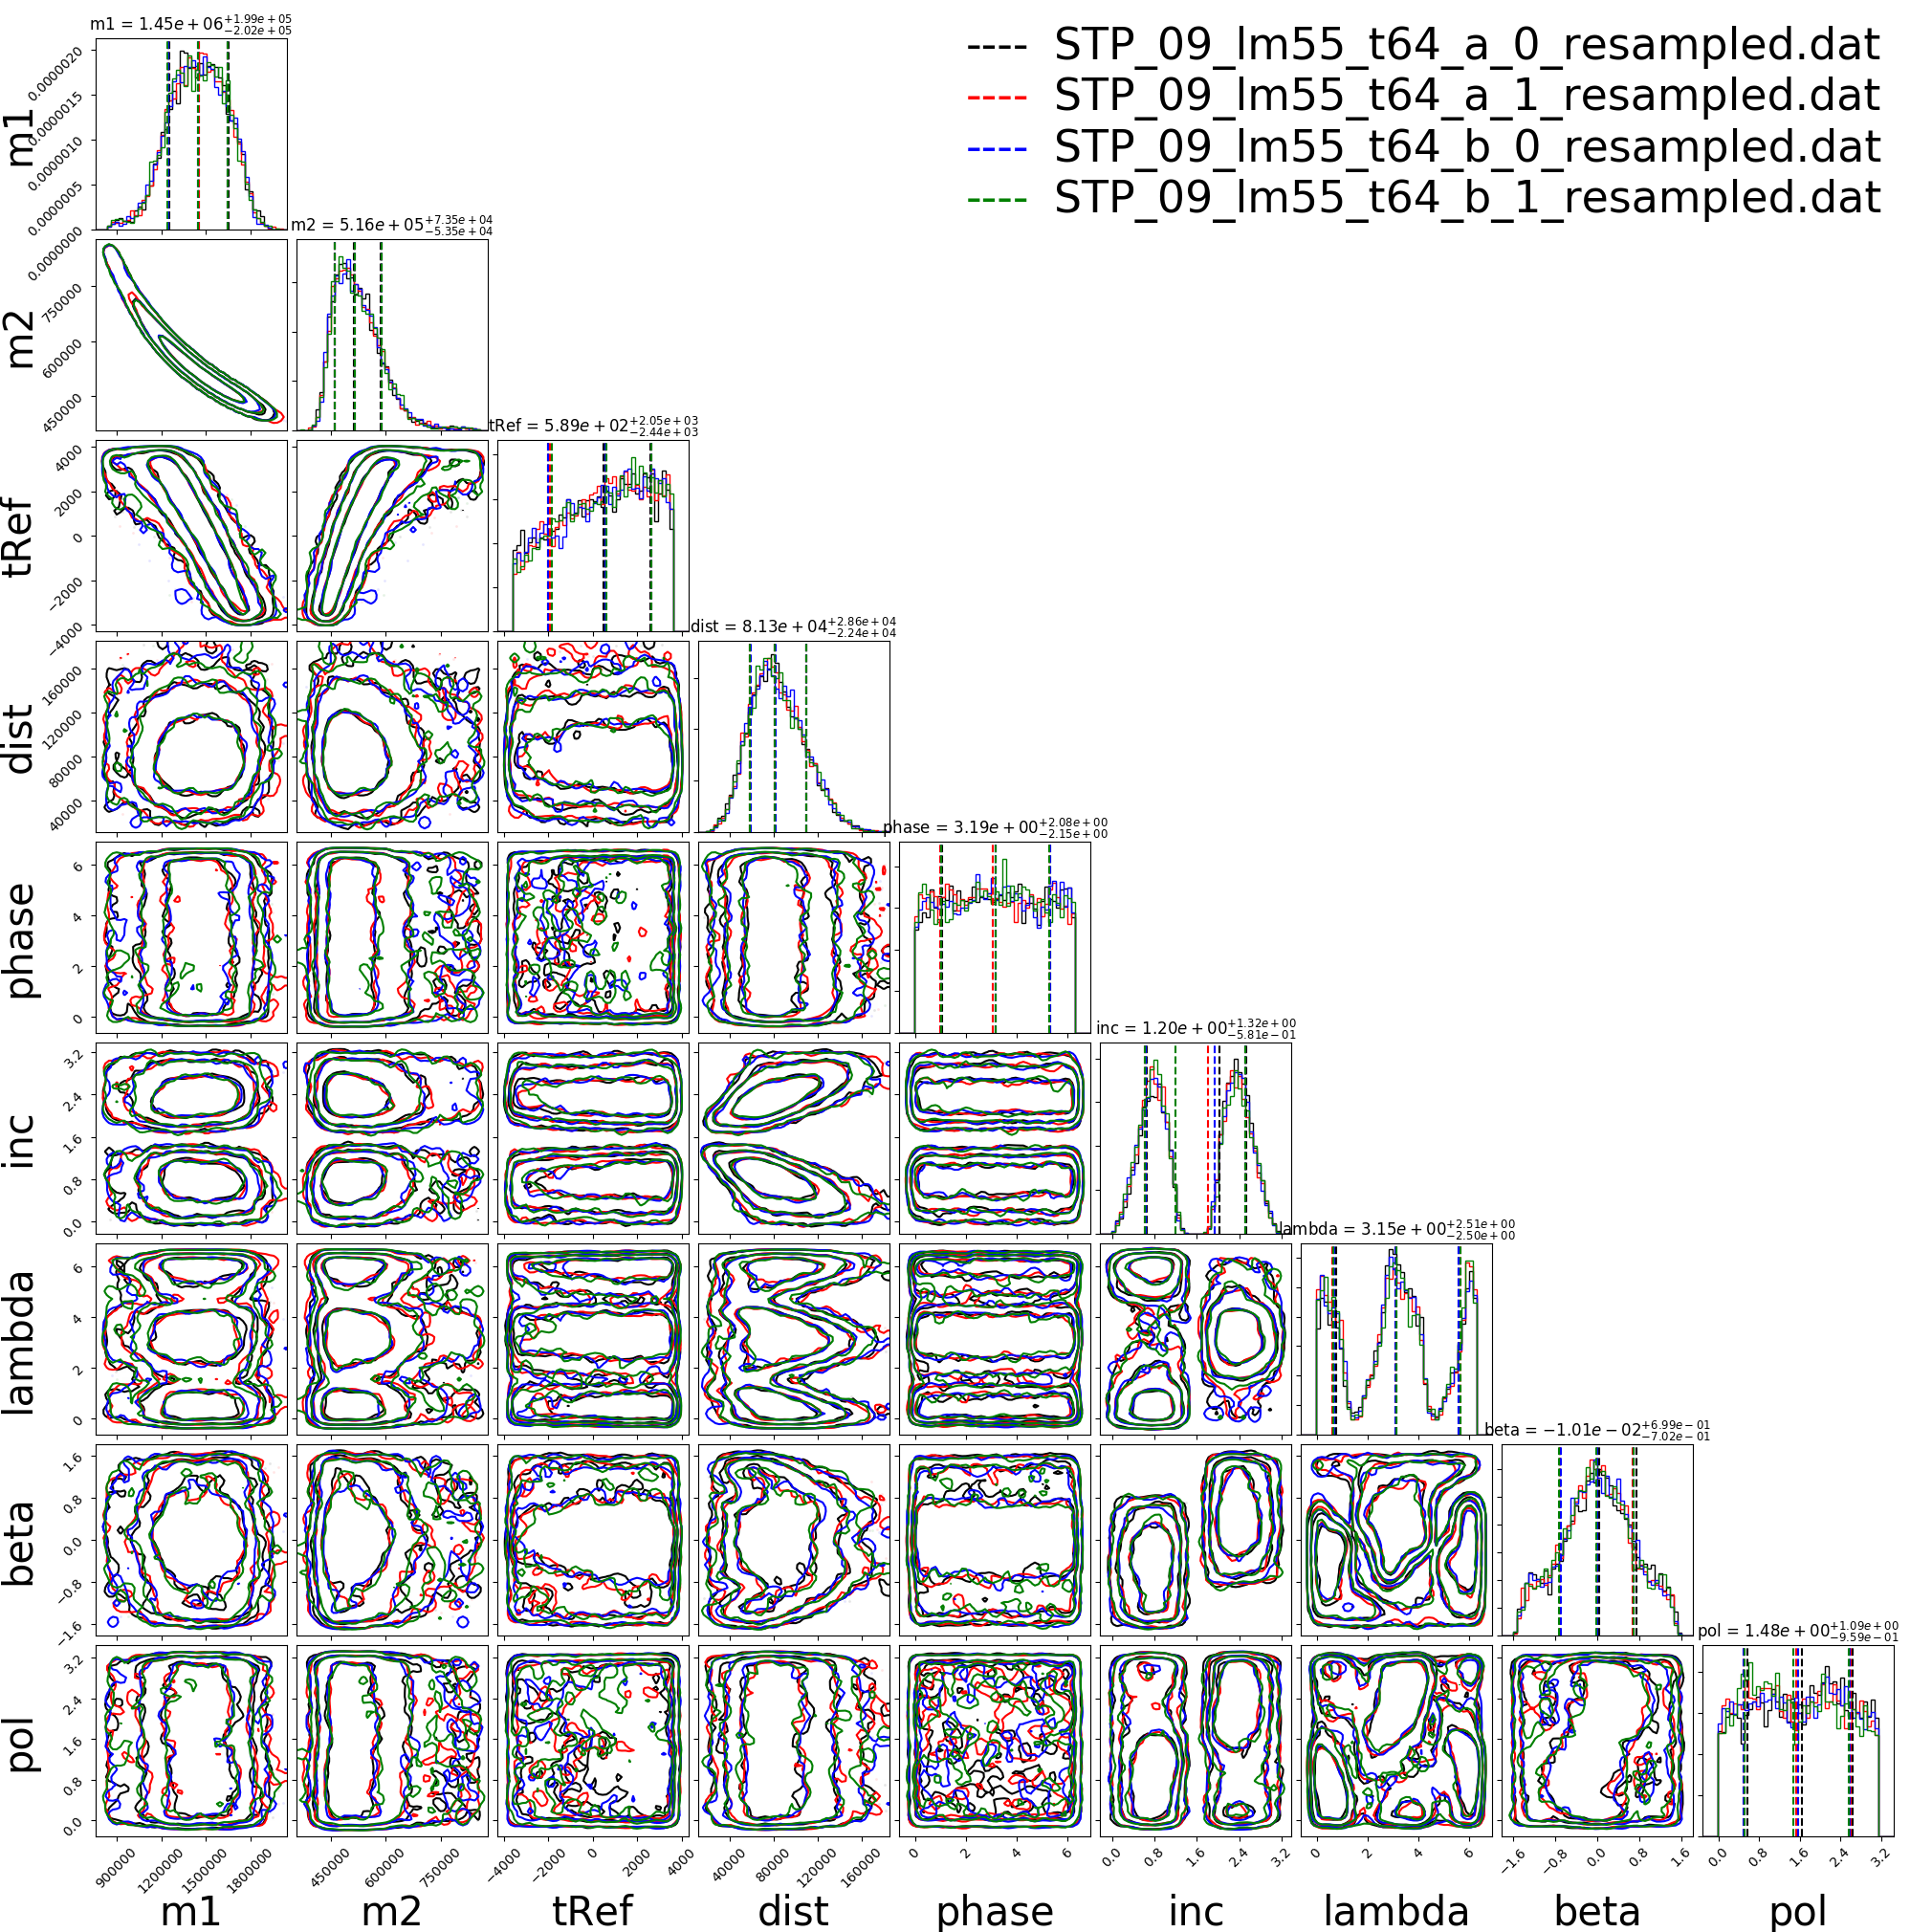 m1 = 1.45e+06 +1.99e+05 −2.02e+05
STP_09_lm55_t64_a_0_resampled.dat
STP_09_lm55_t64_a_1_resampled.dat
STP_09_lm55_t64_b_0_resampled.dat
STP_09_lm55_t64_b_1_resampled.dat
0.0000020
0.0000015
0.0000010
0.0000005
0.0000000
m1
m2 = 5.16e+05 +7.35e+04 −5.35e+04
750000
600000
450000
m2
tRef = 5.89e+02 +2.05e+03 −2.44e+03
4000
2000
0
−2000
−4000
tRef
dist = 8.13e+04 +2.86e+04 −2.24e+04
160000
120000
80000
40000
dist
phase = 3.19e+00 +2.08e+00 −2.15e+00
6
4
2
0
phase
inc = 1.20e+00 +1.32e+00 −5.81e−01
3.2
2.4
1.6
0.8
0.0
inc
lambda = 3.15e+00 +2.51e+00 −2.50e+00
6
4
2
0
lambda
beta = −1.01e−02 +6.99e−01 −7.02e−01
1.6
0.8
0.0
−0.8
−1.6
beta
pol = 1.48e+00 +1.09e+00 −9.59e−01
3.2
2.4
1.6
0.8
0.0
pol
900000 1200000 1500000 1800000 450000 600000 750000 −4000 −2000 0 2000 4000 40000 80000 120000 160000 0 2 4 6 0.0 0.8 1.6 2.4 3.2 0 2 4 6 −1.6 −0.8 0.0 0.8 1.6 0.0 0.8 1.6 2.4 3.2
m1 m2 tRef dist phase inc lambda beta pol